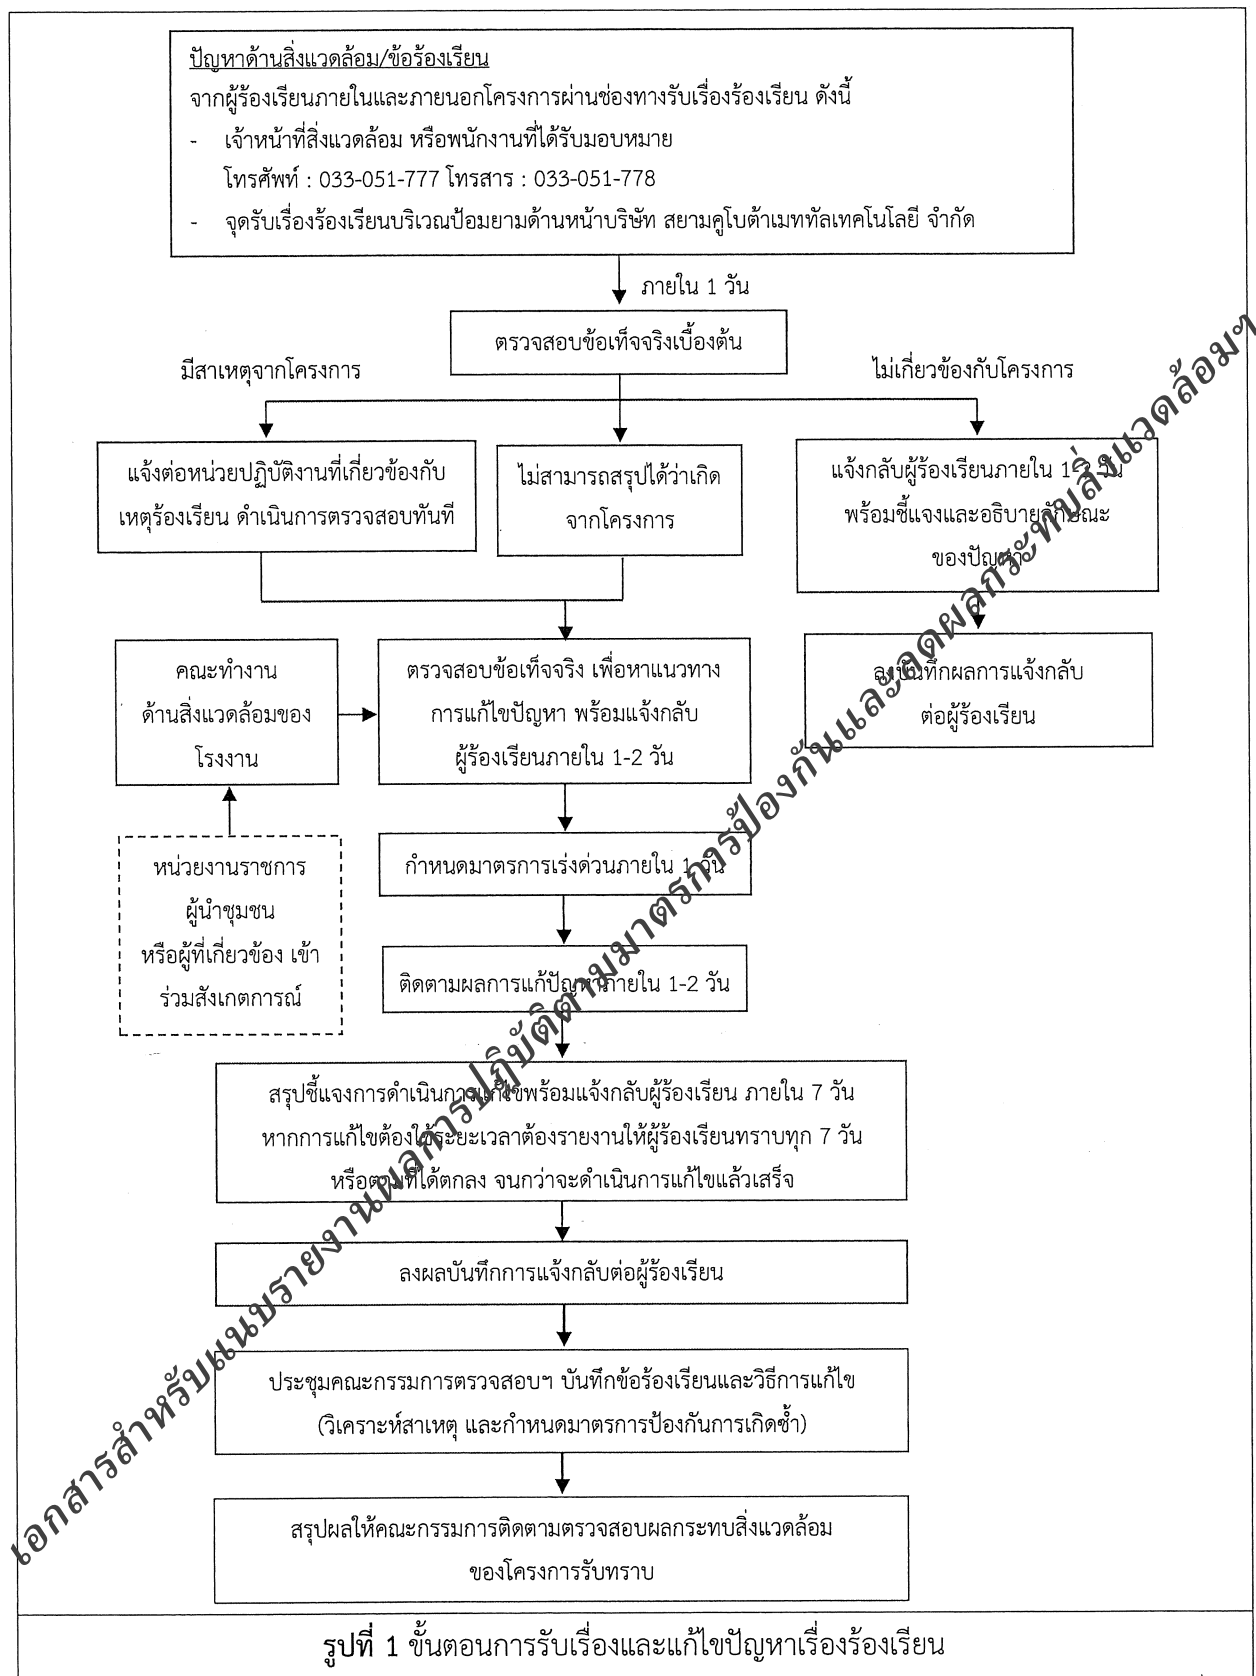 ปัญหาด้านสิ่งแวดล้อม/ข้อร้องเรียน
จากผู้ร้องเรียนภายในและภายนอกโครงการผ่านช่องทางรับเรื่องร้องเรียน ดังนี้
- เจ้าหน้าที่สิ่งแวดล้อม หรือพนักงานที่ได้รับมอบหมาย
โทรศัพท์ : 033-051-777 โทรสาร : 033-051-778
- จุดรับเรื่องร้องเรียนบริเวณป้อมยามด้านหน้าบริษัท สยามคูโบต้าเมททัลเทคโนโลยี จำกัด
ภายใน 1 วัน
ตรวจสอบข้อเท็จจริงเบื้องต้น
มีสาเหตุจากโครงการ
ไม่เกี่ยวข้องกับโครงการ
แจ้งต่อหน่วยปฏิบัติงานที่เกี่ยวข้องกับ
เหตุร้องเรียน ดำเนินการตรวจสอบทันที
ไม่สามารถสรุปได้ว่าเกิด
จากโครงการ
แจ้งกลับผู้ร้องเรียนภายใน 1-2 วัน
พร้อมชี้แจงและอธิบายลักษณะ
ของปัญหา
คณะทำงาน
ด้านสิ่งแวดล้อมของ
โรงงาน
ตรวจสอบข้อเท็จจริง เพื่อหาแนวทาง
การแก้ไขปัญหา พร้อมแจ้งกลับ
ผู้ร้องเรียนภายใน 1-2 วัน
ลงบันทึกผลการแจ้งกลับ
ต่อผู้ร้องเรียน
หน่วยงานราชการ
ผู้นำชุมชน
หรือผู้ที่เกี่ยวข้อง เข้า
ร่วมสังเกตการณ์
กำหนดมาตรการเร่งด่วนภายใน 1 วัน
ติดตามผลการแก้ปัญหาภายใน 1-2 วัน
สรุปชี้แจงการดำเนินการแก้ไขพร้อมแจ้งกลับผู้ร้องเรียน ภายใน 7 วัน
หากการแก้ไขต้องใช้ระยะเวลาต้องรายงานให้ผู้ร้องเรียนทราบทุก 7 วัน
หรือตามที่ได้ตกลง จนกว่าจะดำเนินการแก้ไขแล้วเสร็จ
ลงผลบันทึกการแจ้งกลับต่อผู้ร้องเรียน
ประชุมคณะกรรมการตรวจสอบฯ บันทึกข้อร้องเรียนและวิธีการแก้ไข
(วิเคราะห์สาเหตุ และกำหนดมาตรการป้องกันการเกิดซ้ำ)
สรุปผลให้คณะกรรมการติดตามตรวจสอบผลกระทบสิ่งแวดล้อม
ของโครงการรับทราบ
รูปที่ 1 ขั้นตอนการรับเรื่องและแก้ไขปัญหาเรื่องร้องเรียน
เอกสารสำหรับแนบรายงานผลการปฏิบัติตามมาตรการป้องกันและลดผลกระทบสิ่งแวดล้อมฯ